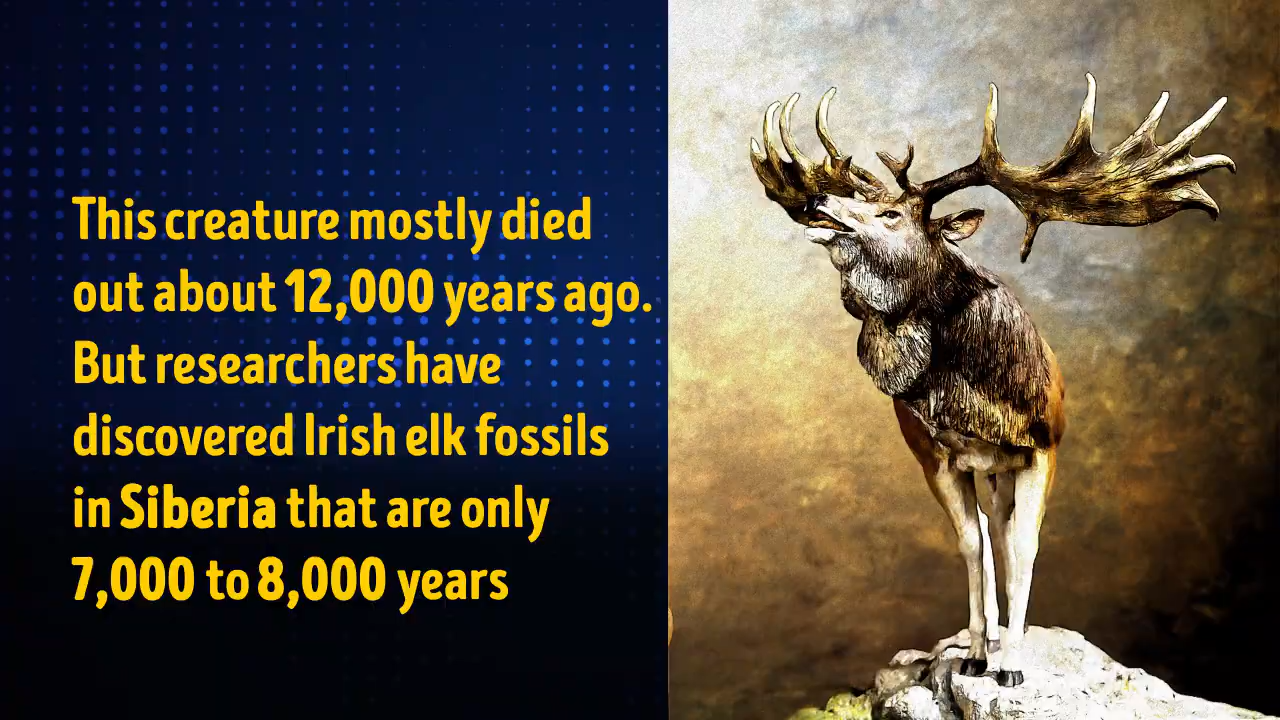 This creature mostly died
out about 12,000 years ago.
But researchers have
discovered Irish elk fossils
in Siberia that are only
7,000 to 8,000 years